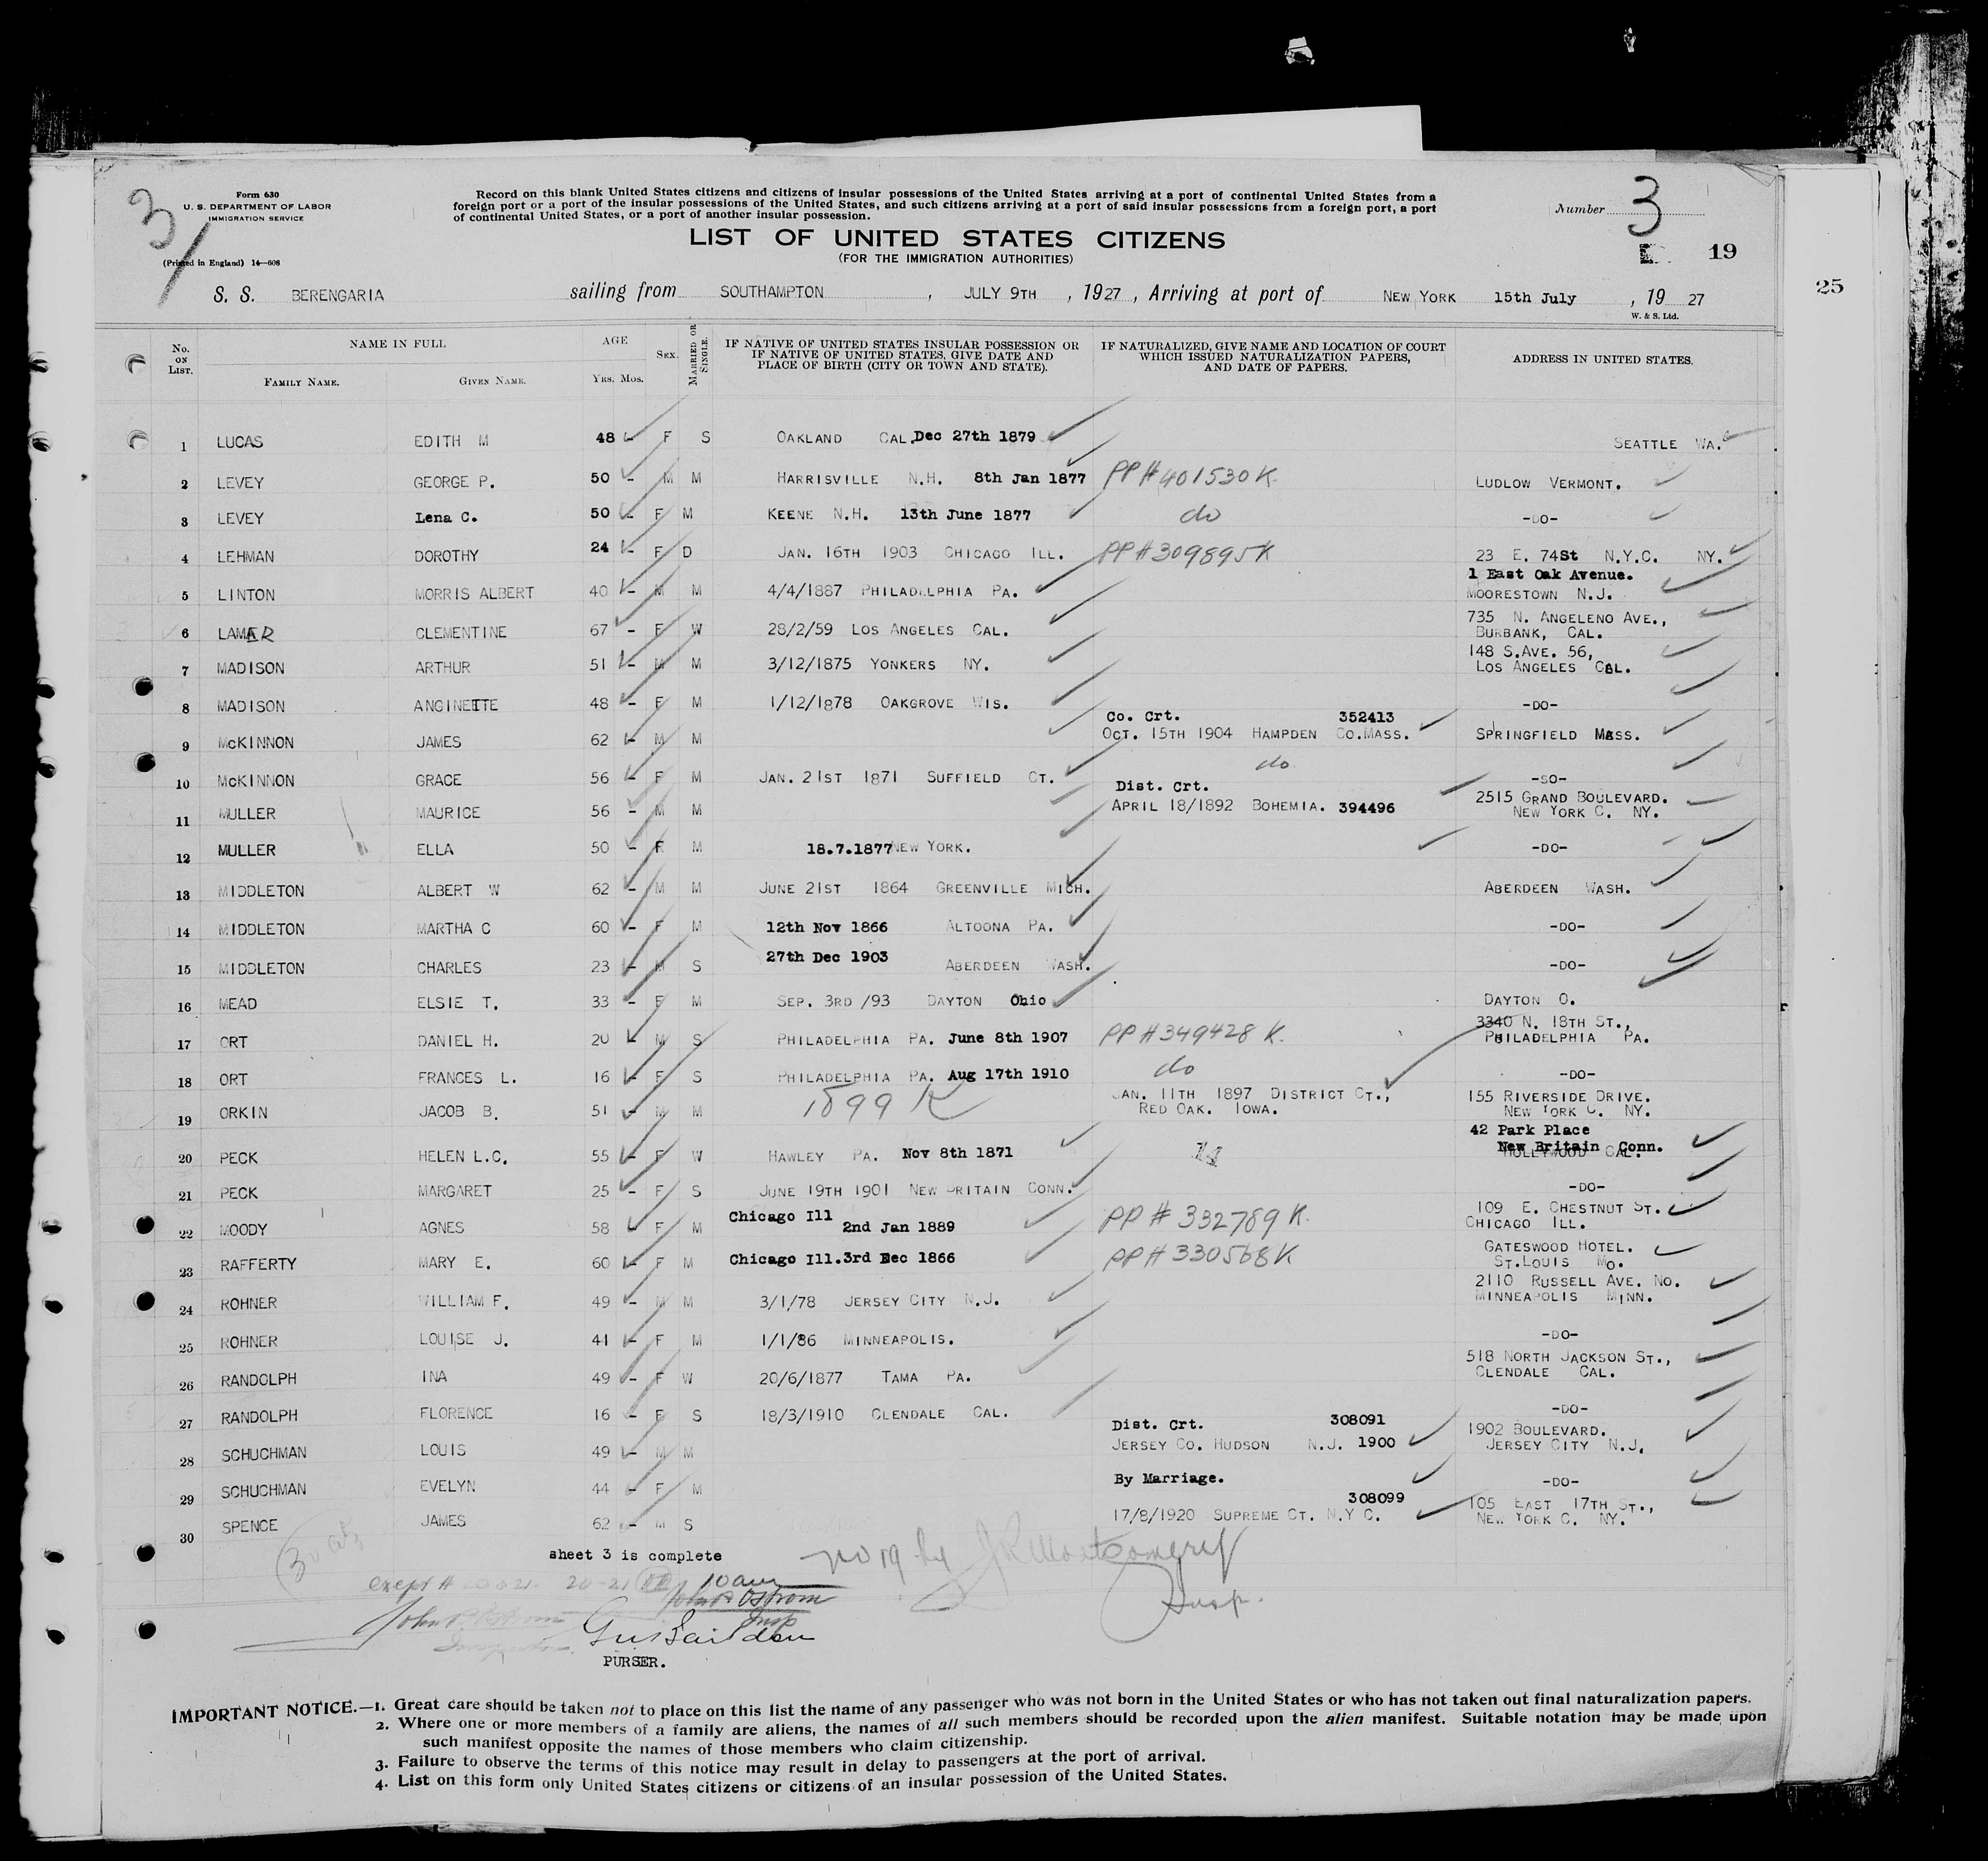 3
Form 630
U. S. DEPARTMENT OF LABOR
IMMIGRATION SERVICE
(Printed in England) 14—608
Record on this blank United States citizens and citizens of insular possessions of the United States arriving at a port of continental United States from a
foreign port or a port of the insular possessions of the United States, and such citizens arriving at a port of said insular possessions from a foreign port, a port
of continental United States, or a port of another insular possession.
Number 3
LIST OF UNITED STATES CITIZENS
(FOR THE IMMIGRATION AUTHORITIES)
19
25
S. S. BERENGARIA sailing from SOUTHAMPTON , JULY 9TH , 1927 , Arriving at port of NEW YORK 15th July , 19 27
W. & S. Ltd.
No. ON LIST. NAME IN FULL FAMILY NAME. GIVEN NAME. AGE YRS. MOS. SEX. MARRIED OR SINGLE. IF NATIVE OF UNITED STATES INSULAR POSSESSION OR IF NATIVE OF UNITED STATES, GIVE DATE AND PLACE OF BIRTH (CITY OR TOWN AND STATE). IF NATURALIZED, GIVE NAME AND LOCATION OF COURT WHICH ISSUED NATURALIZATION PAPERS, AND DATE OF PAPERS. ADDRESS IN UNITED STATES.
1 LUCAS EDITH M 48 - F S OAKLAND CAL. Dec 27th 1879 SEATTLE WA.
2 LEVEY GEORGE P. 50 - M M HARRISVILLE N.H. 8th Jan 1877 PP#401530K LUDLOW VERMONT.
3 LEVEY Lena C. 50 - F M KEENE N.H. 13th June 1877 do -DO-
4 LEHMAN DOROTHY 24 - F D JAN. 16TH 1903 CHICAGO ILL. PP#309895K 23 E. 74St N.Y.C. NY.
5 LINTON MORRIS ALBERT 40 - M M 4/4/1887 PHILADELPHIA PA. 1 East Oak Avenue. MOORESTOWN N.J.
6 LAMAR CLEMENTINE 67 - F W 28/2/59 LOS ANGELES CAL. 735 N. ANGELENO AVE., BURBANK, CAL.
7 MADISON ARTHUR 51 - M M 3/12/1875 YONKERS NY. 148 S.AVE. 56, LOS ANGELES CAL.
8 MADISON ANGINETTE 48 - F M 1/12/1878 OAKGROVE WIS. -DO-
9 McKINNON JAMES 62 - M M Co. Crt. 352413 OCT. 15TH 1904 HAMPDEN CO.MASS. SPRINGFIELD MASS.
10 McKINNON GRACE 56 - F M JAN. 21ST 1871 SUFFIELD CT. do -SO-
11 MULLER MAURICE 56 - M M Dist. Crt. APRIL 18/1892 BOHEMIA. 394496 2515 GRAND BOULEVARD. NEW YORK C. NY.
12 MULLER ELLA 50 - F M 18.7.1877 NEW YORK. -DO-
13 MIDDLETON ALBERT W 62 - M M JUNE 21ST 1864 GREENVILLE MICH. ABERDEEN WASH.
14 MIDDLETON MARTHA C 60 - F M 12th Nov 1866 ALTOONA PA. -DO-
15 MIDDLETON CHARLES 23 - M S 27th Dec 1903 ABERDEEN WASH. -DO-
16 MEAD ELSIE T. 33 - F M SEP. 3RD /93 DAYTON Ohio DAYTON O.
17 ORT DANIEL H. 20 - M S PHILADELPHIA PA. June 8th 1907 PP#349428 K. 3340 N. 18TH ST., PHILADELPHIA PA.
18 ORT FRANCES L. 16 - F S PHILADELPHIA PA. Aug 17th 1910 do -DO-
19 ORKIN JACOB B. 51 - M M 1899 K JAN. 11TH 1897 DISTRICT CT., RED OAK. IOWA. 155 RIVERSIDE DRIVE. NEW YORK C. NY.
20 PECK HELEN L.C. 55 - F W HAWLEY PA. Nov 8th 1871 42 Park Place New Britain Conn. HOLLYWOOD CAL.
21 PECK MARGARET 25 - F S JUNE 19TH 1901 NEW BRITAIN CONN. -DO-
22 MOODY AGNES 58 - F M Chicago Ill 2nd Jan 1889 PP# 332789 K. 109 E. CHESTNUT ST. CHICAGO ILL.
23 RAFFERTY MARY E. 60 - F M Chicago Ill. 3rd Dec 1866 PP#330568K GATESWOOD HOTEL. ST.LOUIS MO.
24 ROHNER WILLIAM F. 49 - M M 3/1/78 JERSEY CITY N.J. 2110 RUSSELL AVE. NO. MINNEAPOLIS MINN.
25 ROHNER LOUISE J. 41 - F M 1/1/86 MINNEAPOLIS. -DO-
26 RANDOLPH INA 49 - F W 20/6/1877 TAMA PA. 518 NORTH JACKSON ST., GLENDALE CAL.
27 RANDOLPH FLORENCE 16 - F S 18/3/1910 GLENDALE CAL. -DO-
28 SCHUCHMAN LOUIS 49 - M M Dist. Crt. 308091 JERSEY CO. HUDSON N.J. 1900 1902 BOULEVARD. JERSEY CITY N.J.
29 SCHUCHMAN EVELYN 44 - F M By Marriage. -DO-
30 SPENCE JAMES 62 - M S 308099 17/8/1920 SUPREME CT. N.Y C. 105 EAST 17TH ST., NEW YORK C. NY.
sheet 3 is complete
no 19 by J R Montgomery
Insp.
except # 20-21
10 am
John P Ostrom
Insp
PURSER.
IMPORTANT NOTICE.—1. Great care should be taken not to place on this list the name of any passenger who was not born in the United States or who has not taken out final naturalization papers.
2. Where one or more members of a family are aliens, the names of all such members should be recorded upon the alien manifest. Suitable notation may be made upon
such manifest opposite the names of those members who claim citizenship.
3. Failure to observe the terms of this notice may result in delay to passengers at the port of arrival.
4. List on this form only United States citizens or citizens of an insular possession of the United States.